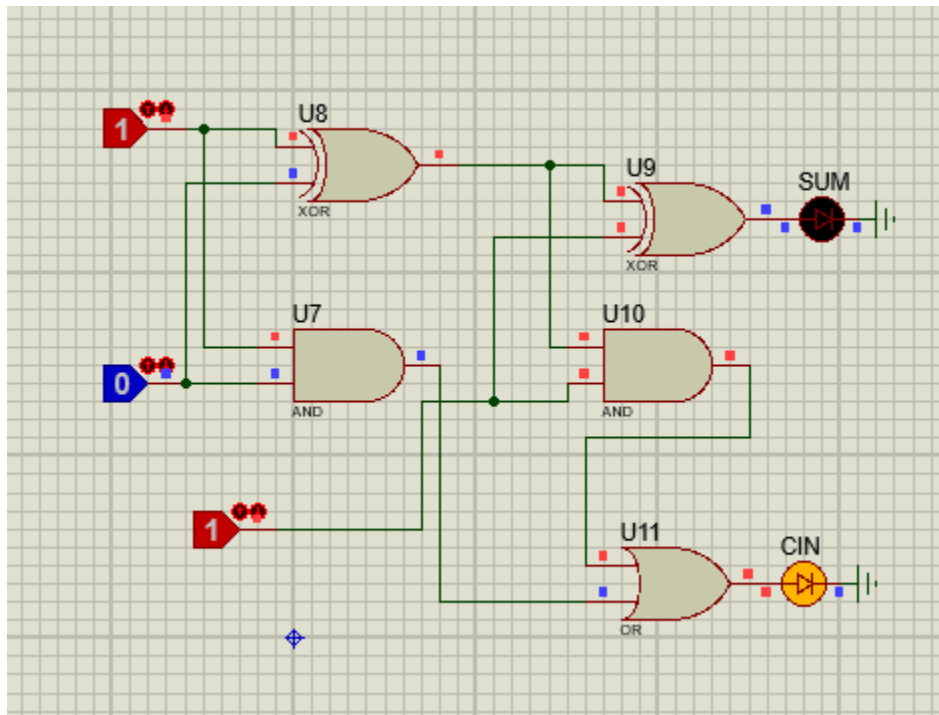 1
U8
XOR
U9
XOR
SUM
U7
AND
U10
AND
0
1
U11
OR
CIN